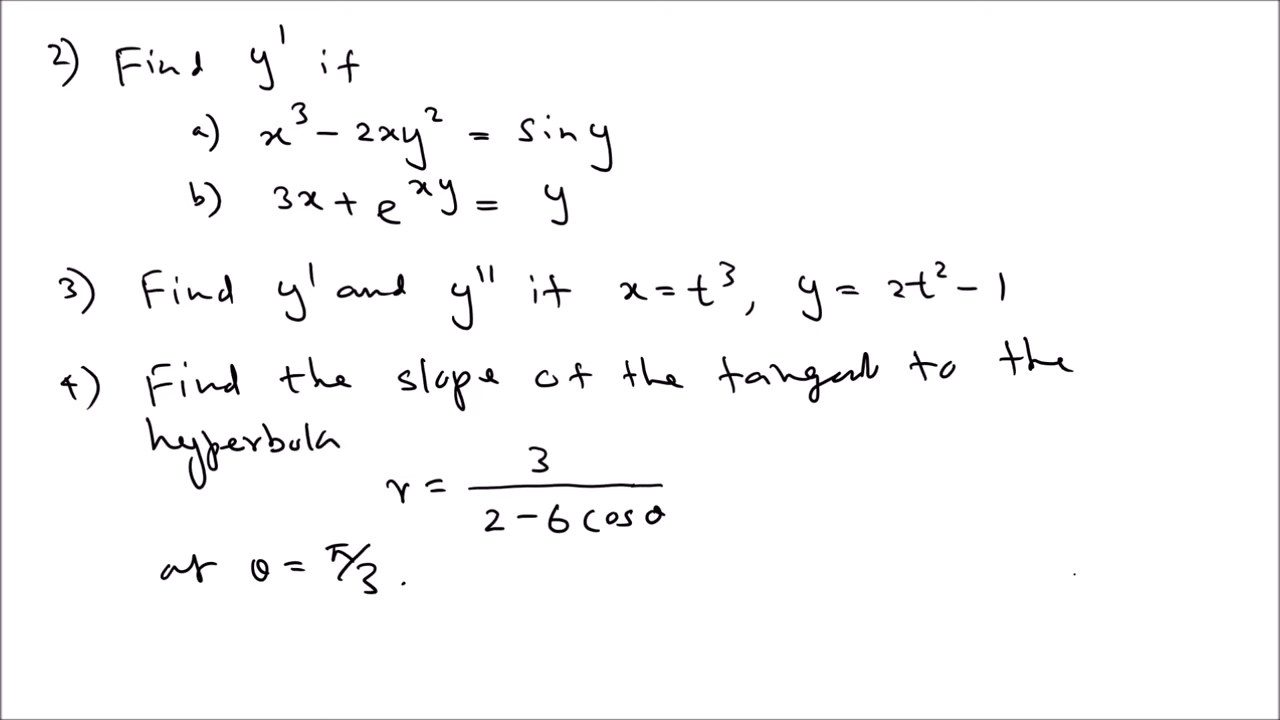 2) Find y' if
a) x³ - 2xy² = sin y
b) 3x + e^xy = y
3) Find y' and y'' if x = t³, y = 2t² - 1
4) Find the slope of the tangent to the
hyperbola
r = 3 / (2 - 6 cos θ)
at θ = π/3.